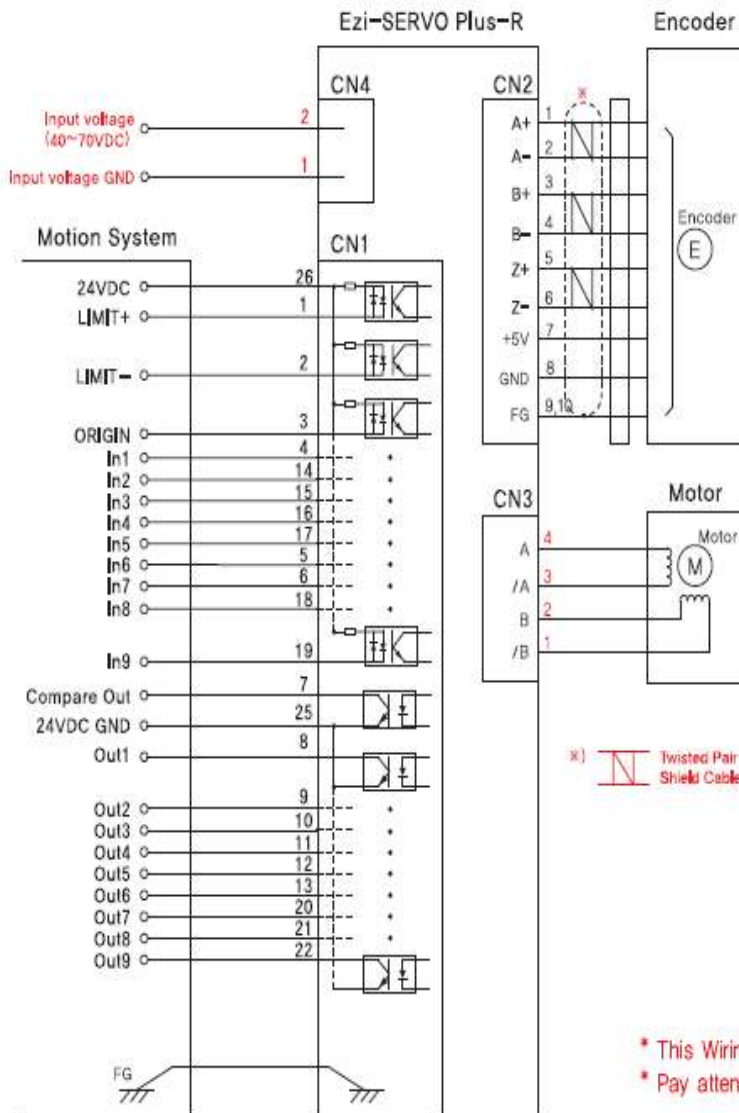 Ezi-SERVO Plus-R
Encoder
CN4
CN2
※
Input voltage
(40~70VDC)
2
Input voltage GND
1
A+ 1
A- 2
B+ 3
B- 4
Z+ 5
Z- 6
+5V 7
GND 8
FG 9,10
Encoder
E
Motion System
CN1
24VDC 26
LIMIT+ 1
LIMIT- 2
ORIGIN 3
In1 4
In2 14
In3 15
In4 16
In5 17
In6 5
In7 6
In8 18
In9 19
Compare Out 7
24VDC GND 25
Out1 8
Out2 9
Out3 10
Out4 11
Out5 12
Out6 13
Out7 20
Out8 21
Out9 22
FG
CN3
Motor
A 4
/A 3
B 2
/B 1
Motor
M
※) Twisted Pair
Shield Cable
* This Wirin
* Pay atten